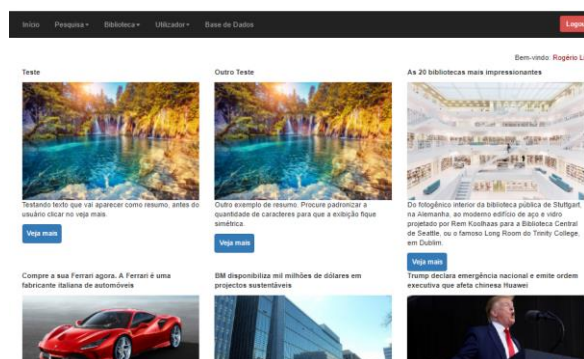 Início Pesquisa Biblioteca Utilizador Base de Dados
Bem-vindo: Rogério
Teste
Testando texto que vai aparecer como resumo, antes do
usuário clicar no veja mais.
Veja mais
Outro Teste
Outro exemplo de resumo. Procure padronizar a
quantidade de caracteres para que a exibição fique
simétrica.
Veja mais
As 20 bibliotecas mais impressionantes
Do fotogênico interior da biblioteca pública de Stuttgart,
na Alemanha, ao moderno edifício de aço e vidro
projetado por Rem Koolhaas para a Biblioteca Central
de Seattle, ou o famoso Long Room do Trinity College,
em Dublim.
Veja mais
Compre a sua Ferrari agora. A Ferrari é uma
fabricante italiana de automóveis
BM disponibiliza mil milhões de dólares em
projectos sustentáveis
Trump declara emergência nacional e emite ordem
executiva que afeta chinesa Huawei